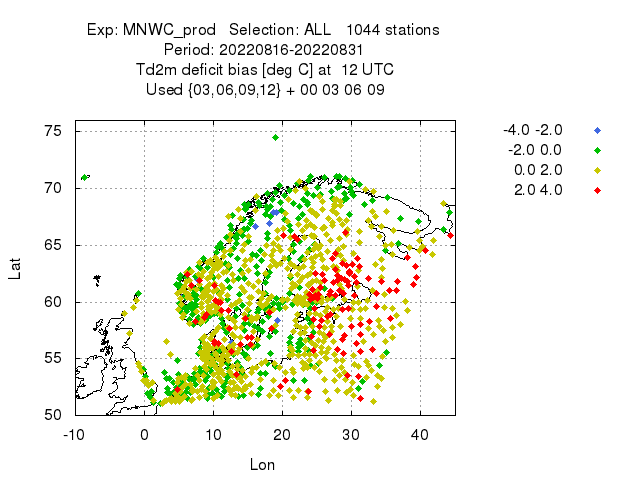 Exp: MNWC_prod   Selection: ALL   1044 stations
Period: 20220816-20220831
Td2m deficit bias [deg C] at  12 UTC
Used {03,06,09,12} + 00 03 06 09
-4.0 -2.0
-2.0  0.0
0.0  2.0
2.0  4.0
75
70
65
60
55
50
Lat
-10 0 10 20 30 40
Lon